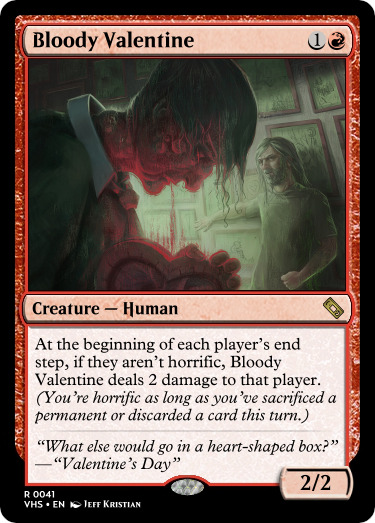 Bloody Valentine 1
Creature — Human
At the beginning of each player's end
step, if they aren't horrific, Bloody
Valentine deals 2 damage to that player.
(You're horrific as long as you've sacrificed a
permanent or discarded a card this turn.)
“What else would go in a heart-shaped box?”
—“Valentine's Day”
2/2
R 0041
VHS • EN Jeff Kristian